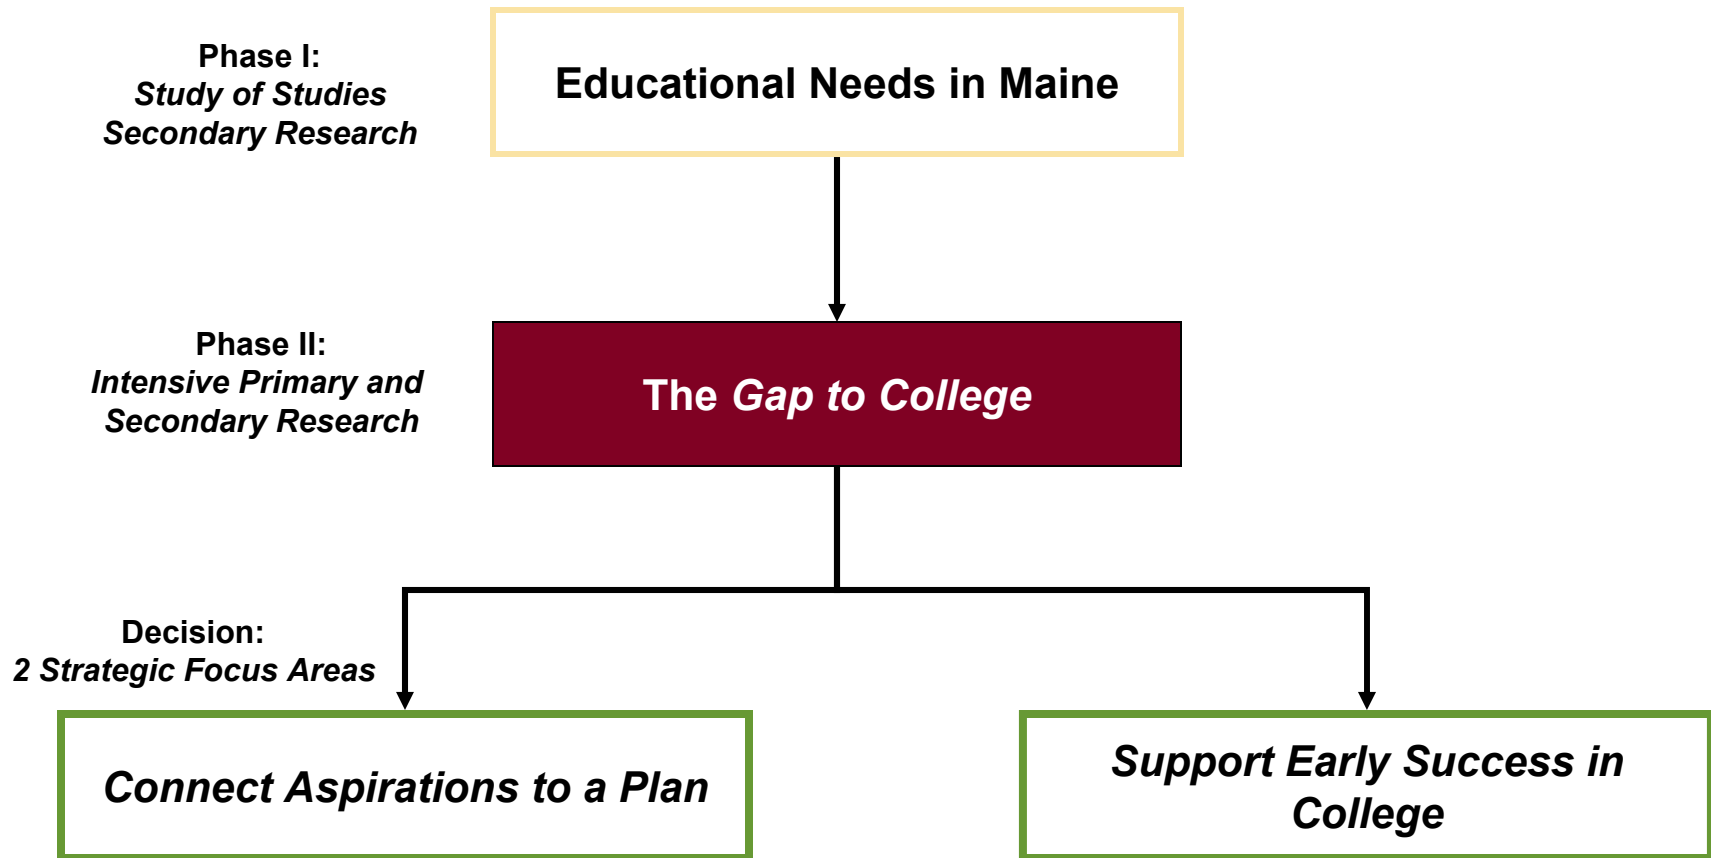 Phase I:
Study of Studies
Secondary Research
Educational Needs in Maine
Phase II:
Intensive Primary and
Secondary Research
The Gap to College
Decision:
2 Strategic Focus Areas
Connect Aspirations to a Plan
Support Early Success in
College